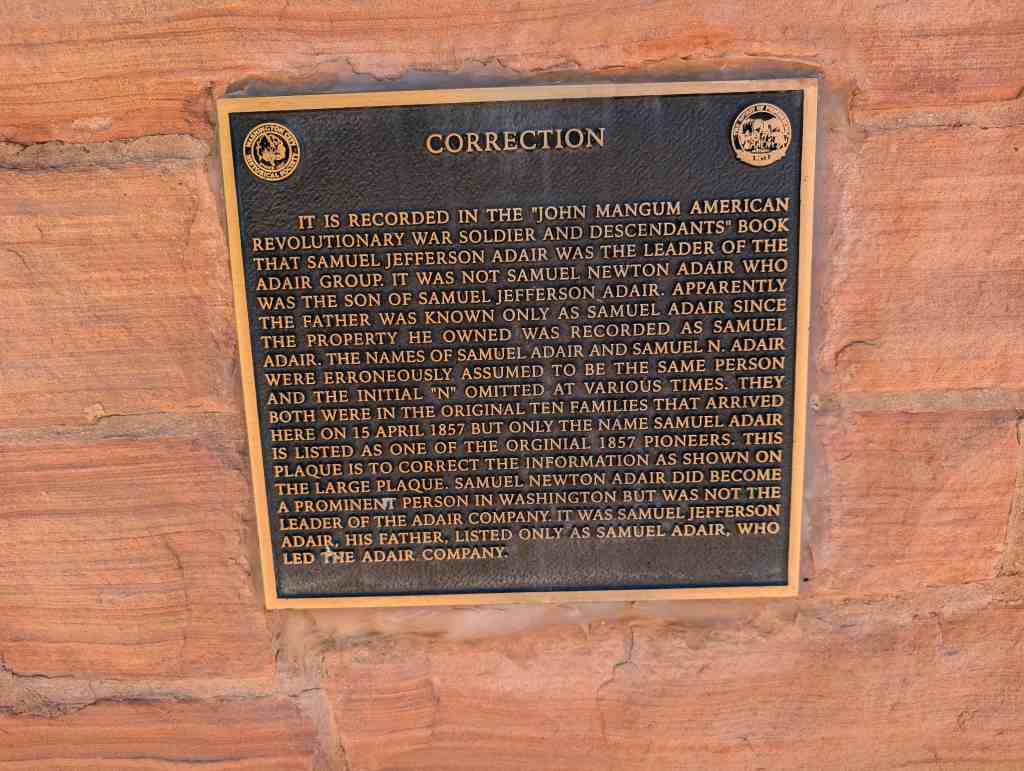 WASHINGTON CITY
HISTORICAL SOCIETY
CORRECTION
IT IS RECORDED IN THE "JOHN MANGUM AMERICAN
REVOLUTIONARY WAR SOLDIER AND DESCENDANTS" BOOK
THAT SAMUEL JEFFERSON ADAIR WAS THE LEADER OF THE
ADAIR GROUP. IT WAS NOT SAMUEL NEWTON ADAIR WHO
WAS THE SON OF SAMUEL JEFFERSON ADAIR. APPARENTLY
THE FATHER WAS KNOWN ONLY AS SAMUEL ADAIR SINCE
THE PROPERTY HE OWNED WAS RECORDED AS SAMUEL
ADAIR. THE NAMES OF SAMUEL ADAIR AND SAMUEL N. ADAIR
WERE ERRONEOUSLY ASSUMED TO BE THE SAME PERSON
AND THE INITIAL "N" OMITTED AT VARIOUS TIMES. THEY
BOTH WERE IN THE ORIGINAL TEN FAMILIES THAT ARRIVED
HERE ON 15 APRIL 1857 BUT ONLY THE NAME SAMUEL ADAIR
IS LISTED AS ONE OF THE ORGINIAL 1857 PIONEERS. THIS
PLAQUE IS TO CORRECT THE INFORMATION AS SHOWN ON
THE LARGE PLAQUE. SAMUEL NEWTON ADAIR DID BECOME
A PROMINENT PERSON IN WASHINGTON BUT WAS NOT THE
LEADER OF THE ADAIR COMPANY. IT WAS SAMUEL JEFFERSON
ADAIR, HIS FATHER, LISTED ONLY AS SAMUEL ADAIR, WHO
LED THE ADAIR COMPANY.